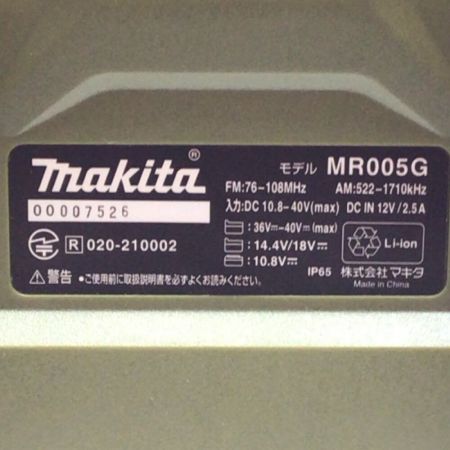 makita®
モデル MR005G
FM:76-108MHz AM:522-1710kHz
入力:DC 10.8-40V(max) DC IN 12V/2.5A
00007526
36V⎓-40V⎓(max)
R 020-210002
14.4V/18V⎓
Li-ion
10.8V⎓
⚠警告 •ご使用前に取扱説明書を必ずよくお読みください。
IP65 株式会社 マキタ
Made in China